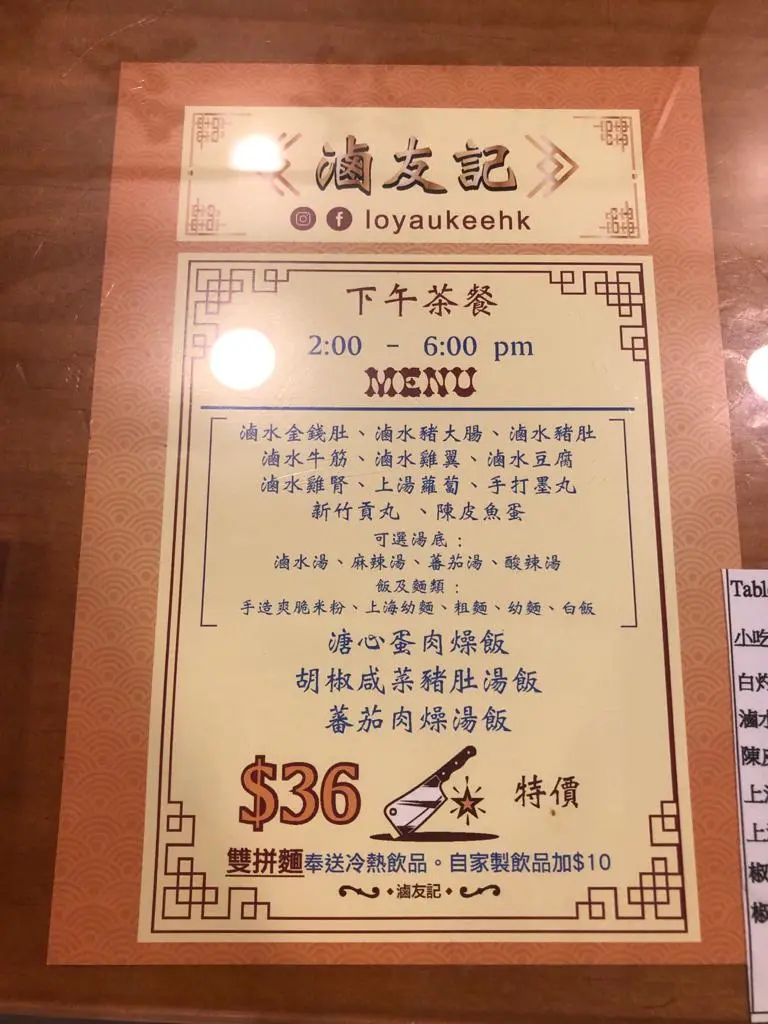 滷友記
loyaukeehk
下午茶餐
2:00 - 6:00 pm
MENU
滷水金錢肚、滷水豬大腸、滷水豬肚
滷水牛筋、滷水雞翼、滷水豆腐
滷水雞腎、上湯蘿蔔、手打墨丸
新竹貢丸 、陳皮魚蛋
可選湯底：
滷水湯、麻辣湯、蕃茄湯、酸辣湯
飯及麵類：
手造爽脆米粉、上海幼麵、粗麵、幼麵、白飯
溏心蛋肉燥飯
胡椒咸菜豬肚湯飯
蕃茄肉燥湯飯
$36 特價
雙拼麵奉送冷熱飲品。自家製飲品加$10
滷友記
小吃
白灼
滷水
陳皮
上
上
椒
椒